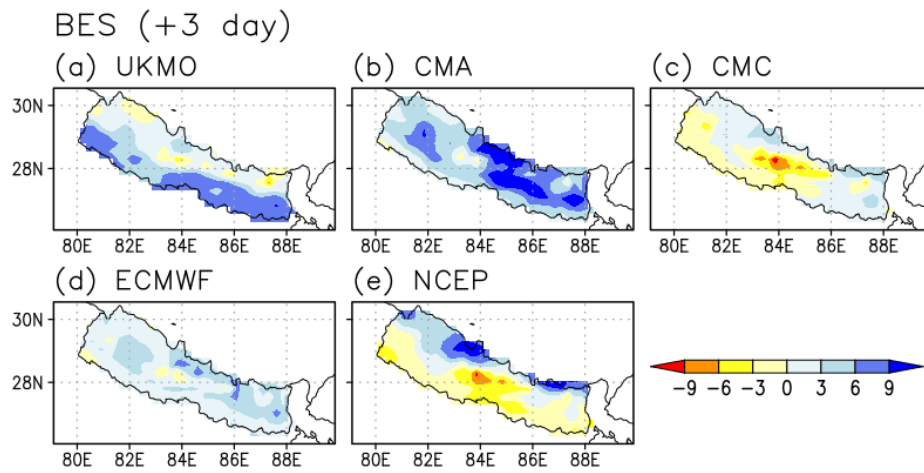 BES (+3 day)
(a) UKMO (b) CMA (c) CMC
30N
28N
80E 82E 84E 86E 88E 80E 82E 84E 86E 88E 80E 82E 84E 86E 88E
(d) ECMWF (e) NCEP
30N
28N
-9 -6 -3 0 3 6 9
80E 82E 84E 86E 88E 80E 82E 84E 86E 88E